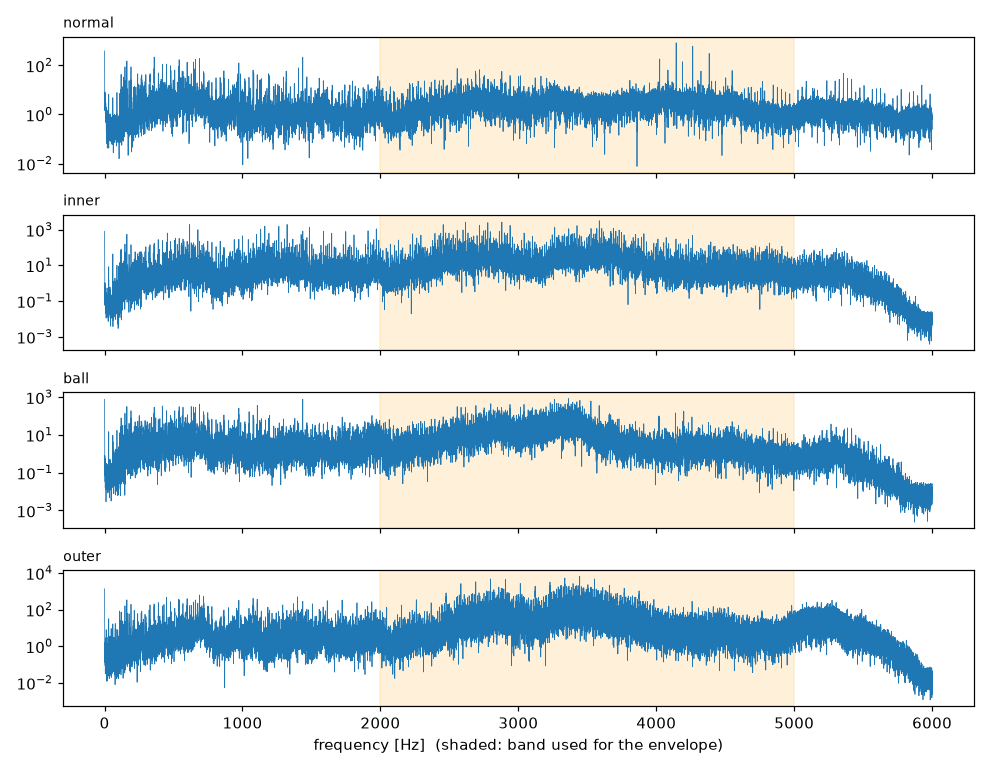 normal
10²
10⁰
10⁻²
inner
10³
10¹
10⁻¹
10⁻³
ball
10³
10¹
10⁻¹
10⁻³
outer
10⁴
10²
10⁰
10⁻²
0 1000 2000 3000 4000 5000 6000
frequency [Hz]  (shaded: band used for the envelope)